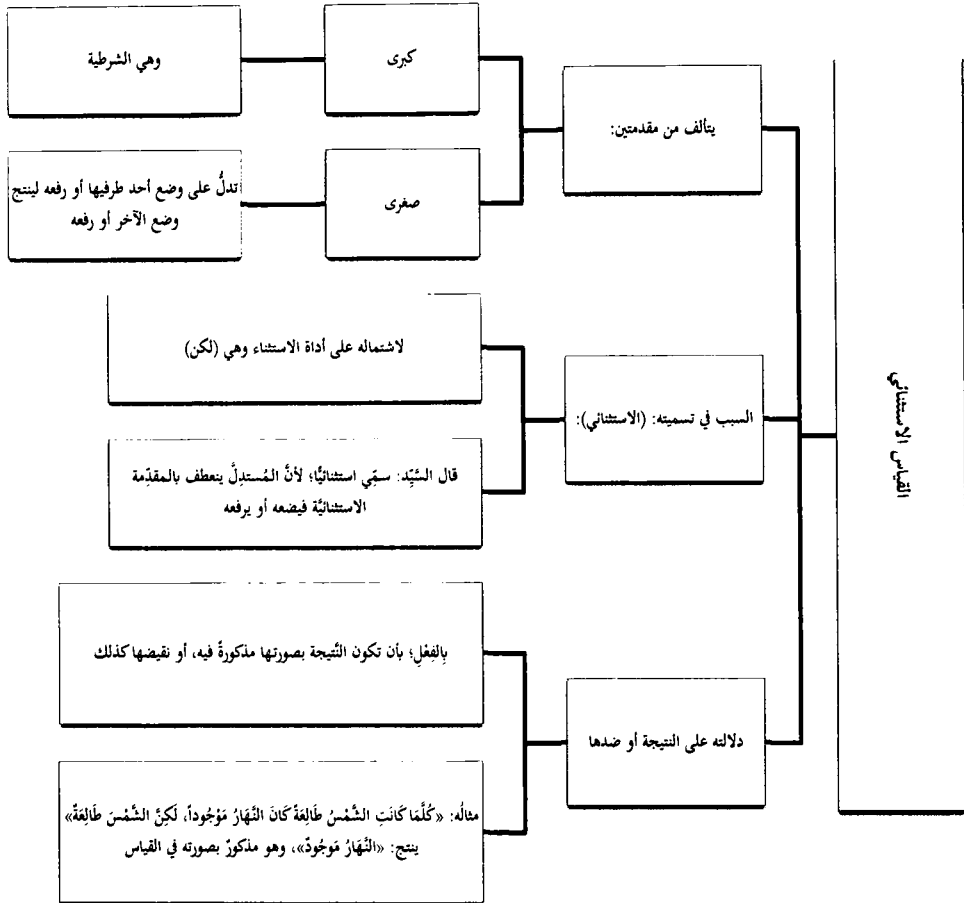 القياس الاستثنائي
يتألف من مقدمتين:
كبرى
وهي الشرطية
صغرى
تدلُّ على وضع أحد طرفيها أو رفعه لينتج
وضع الآخر أو رفعه
السبب في تسميته: (الاستثنائي):
لاشتماله على أداة الاستثناء وهي (لكن)
قال السَّيِّد: سمِّي استثنائيًّا؛ لأنَّ المُستدِلَّ ينعطف بالمقدِّمة
الاستثنائيَّة فيضعه أو يرفعه
دلالته على النتيجة أو ضدها
بِالفِعْلِ؛ بأن تكون النَّتيجة بصورتها مذكورةً فيه، أو نقيضها كذلك
مثالُه: «كُلَّمَا كَانَتِ الشَّمْسُ طَالِعَةً كَانَ النَّهَارُ مَوْجُوداً، لَكِنَّ الشَّمْسَ طَالِعَةٌ»
ينتج: «النَّهَارُ مَوجُودٌ»، وهو مذكورٌ بصورته في القياس